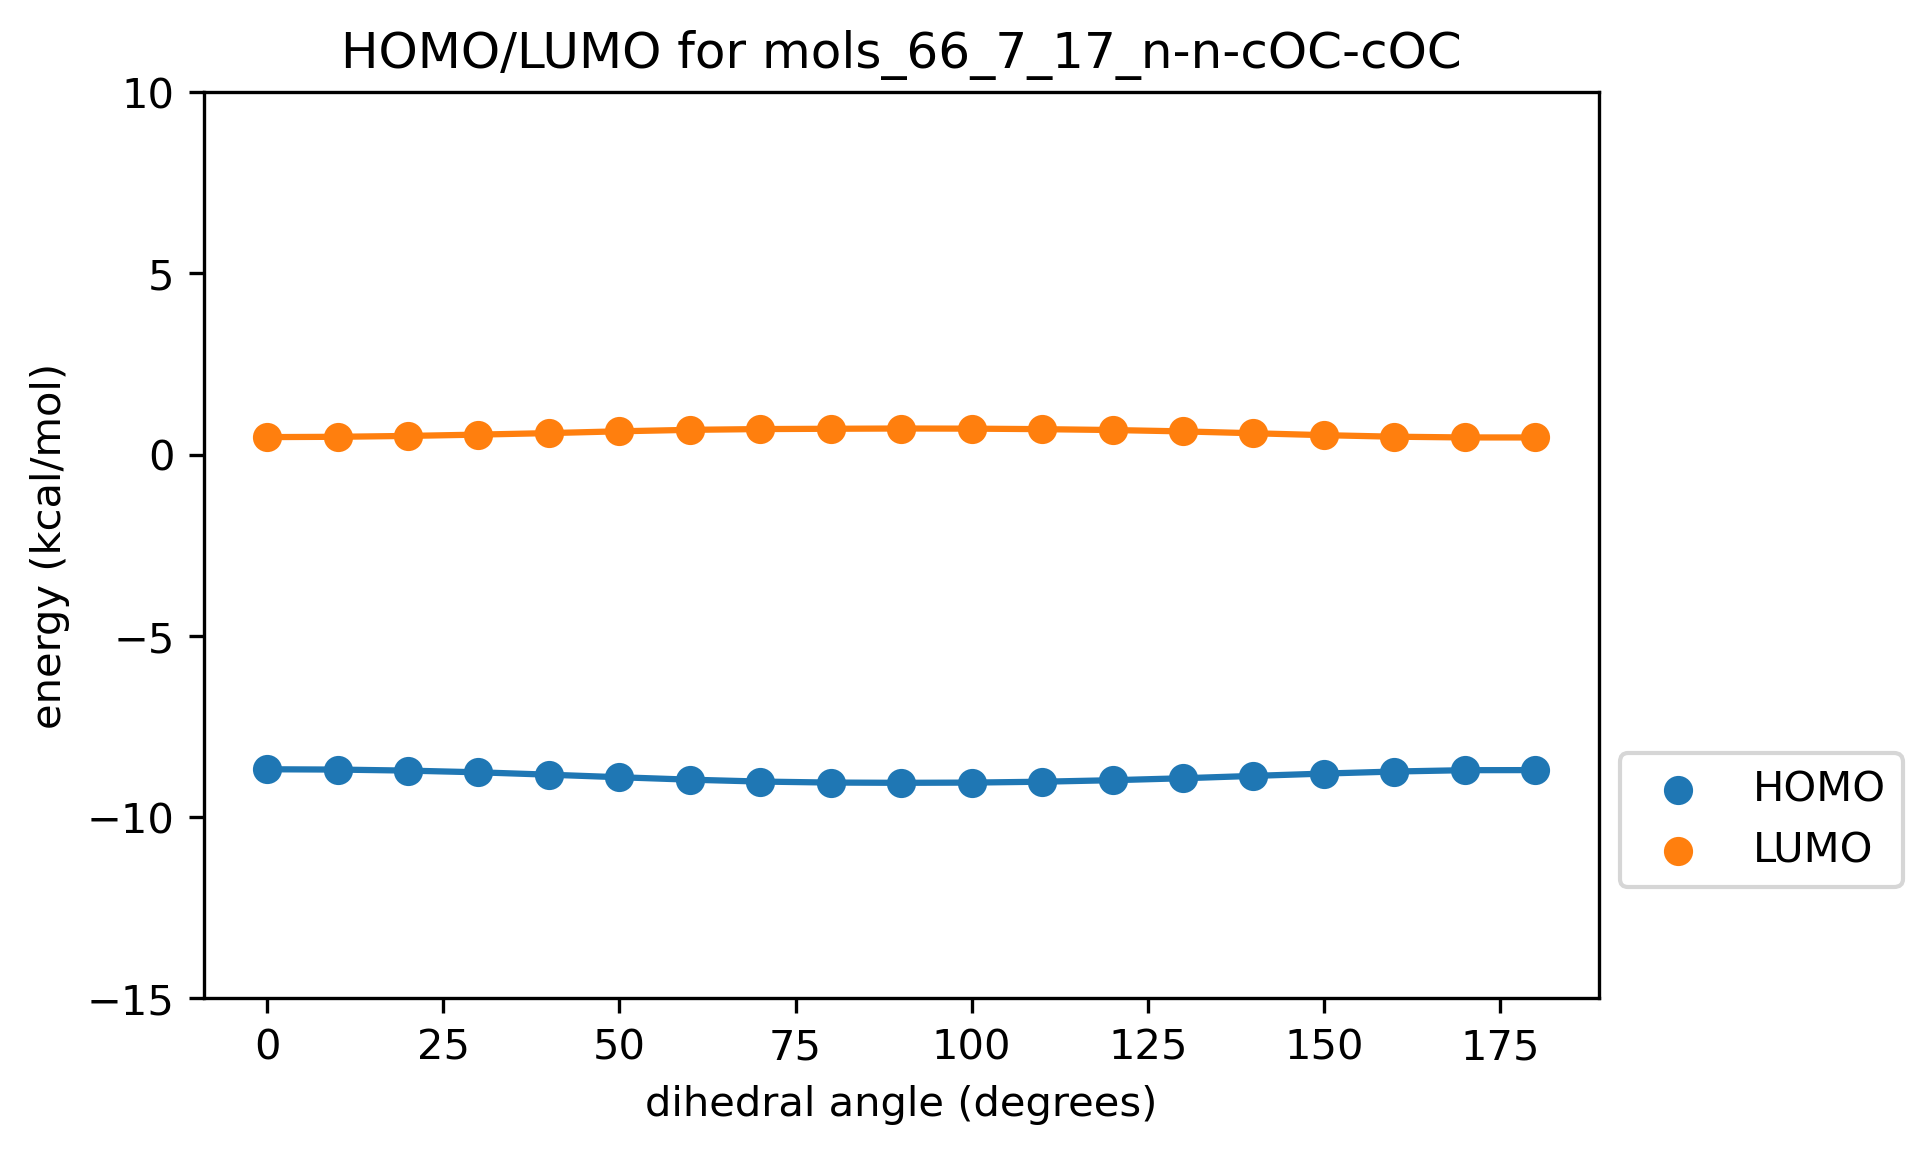 HOMO/LUMO for mols_66_7_17_n-n-cOC-cOC
10
5
0
−5
−10
−15
energy (kcal/mol)
0 25 50 75 100 125 150 175
dihedral angle (degrees)
HOMO
LUMO